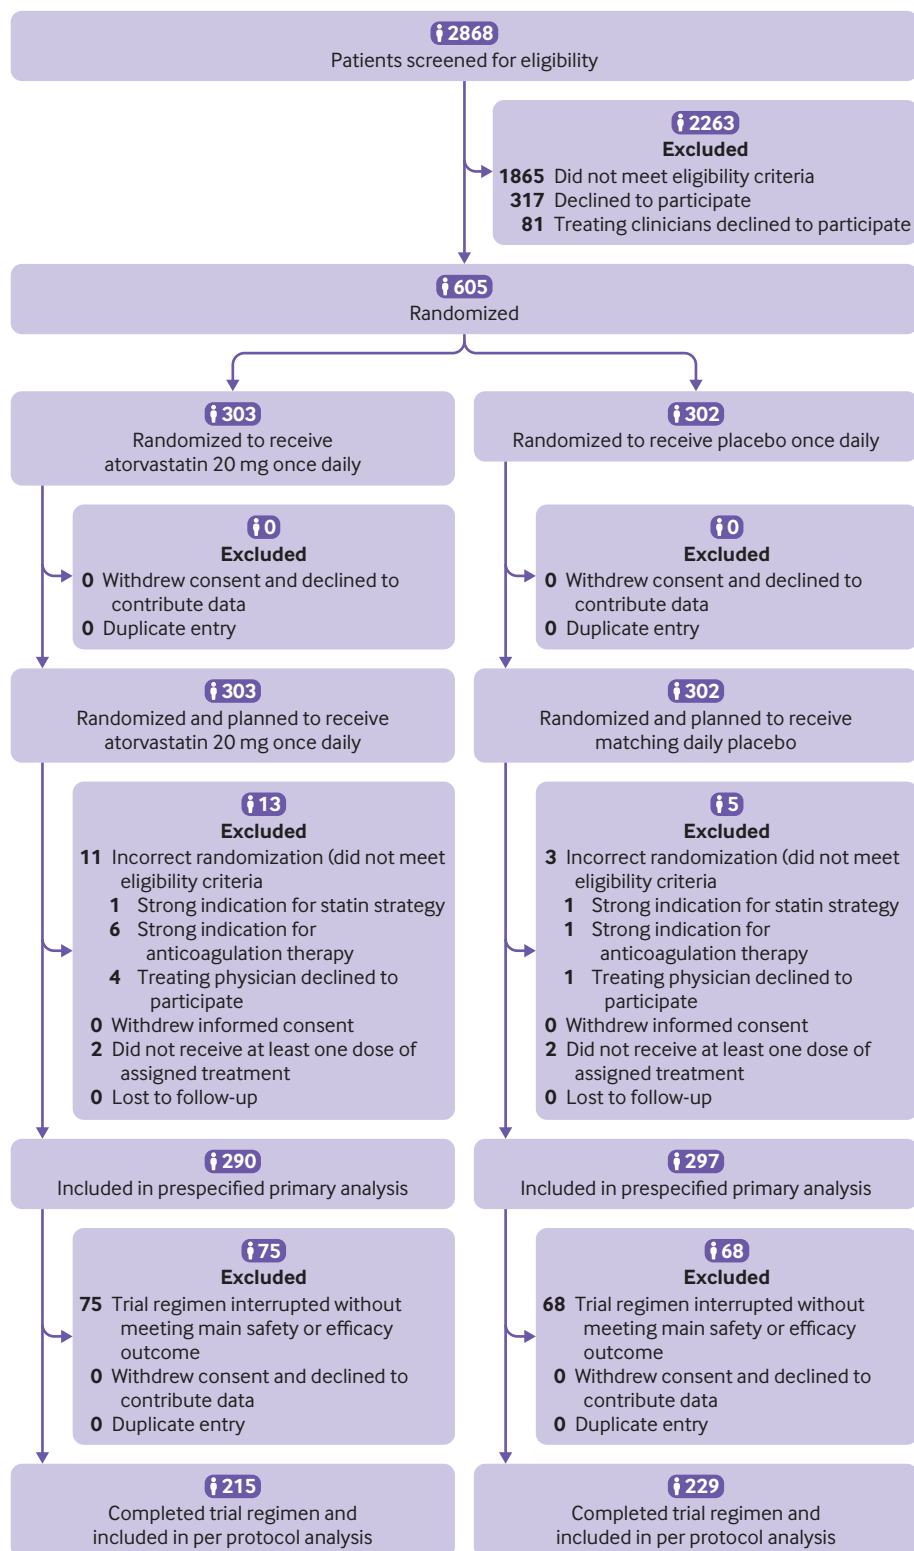 2868
Patients screened for eligibility
2263
Excluded
1865 Did not meet eligibility criteria
317 Declined to participate
81 Treating clinicians declined to participate
605
Randomized
303
Randomized to receive
atorvastatin 20 mg once daily
302
Randomized to receive placebo once daily
0
Excluded
0 Withdrew consent and declined to
contribute data
0 Duplicate entry
0
Excluded
0 Withdrew consent and declined to
contribute data
0 Duplicate entry
303
Randomized and planned to receive
atorvastatin 20 mg once daily
302
Randomized and planned to receive
matching daily placebo
13
Excluded
11 Incorrect randomization (did not meet
eligibility criteria
1 Strong indication for statin strategy
6 Strong indication for
anticoagulation therapy
4 Treating physician declined to
participate
0 Withdrew informed consent
2 Did not receive at least one dose of
assigned treatment
0 Lost to follow-up
5
Excluded
3 Incorrect randomization (did not meet
eligibility criteria
1 Strong indication for statin strategy
1 Strong indication for
anticoagulation therapy
1 Treating physician declined to
participate
0 Withdrew informed consent
2 Did not receive at least one dose of
assigned treatment
0 Lost to follow-up
290
Included in prespecified primary analysis
297
Included in prespecified primary analysis
75
Excluded
75 Trial regimen interrupted without
meeting main safety or efficacy
outcome
0 Withdrew consent and declined to
contribute data
0 Duplicate entry
68
Excluded
68 Trial regimen interrupted without
meeting main safety or efficacy
outcome
0 Withdrew consent and declined to
contribute data
0 Duplicate entry
215
Completed trial regimen and
included in per protocol analysis
229
Completed trial regimen and
included in per protocol analysis